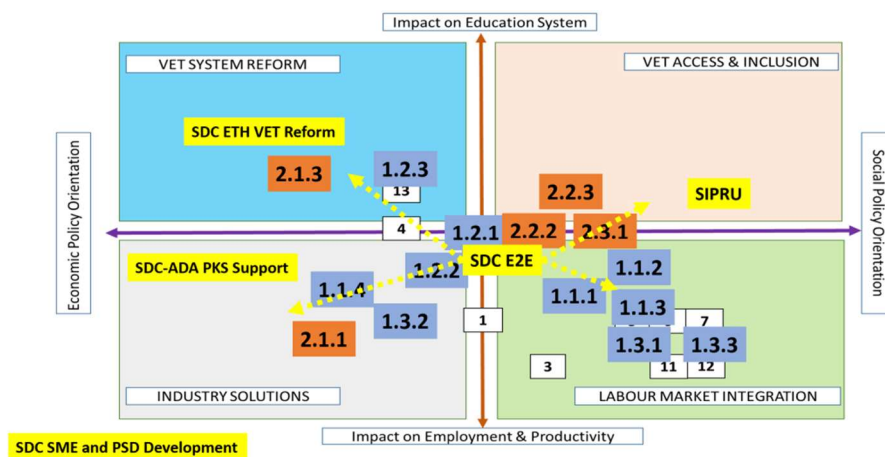 Impact on Education System
VET SYSTEM REFORM
VET ACCESS & INCLUSION
SDC ETH VET Reform
2.1.3
1.2.3
13
2.2.3
SIPRU
Economic Policy Orientation
Social Policy Orientation
4
1.2.1
2.2.2
2.3.1
SDC-ADA PKS Support
1.2.2
SDC E2E
1.1.2
1.1.4
1.1.1
1.1.3
1.3.2
1
7
2.1.1
1.3.1
1.3.3
3
11
12
INDUSTRY SOLUTIONS
LABOUR MARKET INTEGRATION
Impact on Employment & Productivity
SDC SME and PSD Development